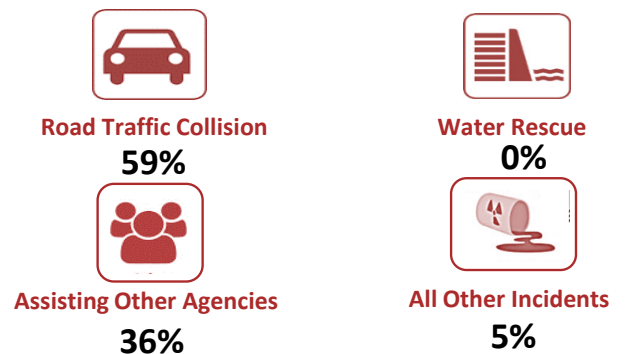 Road Traffic Collision
59%
Water Rescue
0%
Assisting Other Agencies
36%
All Other Incidents
5%